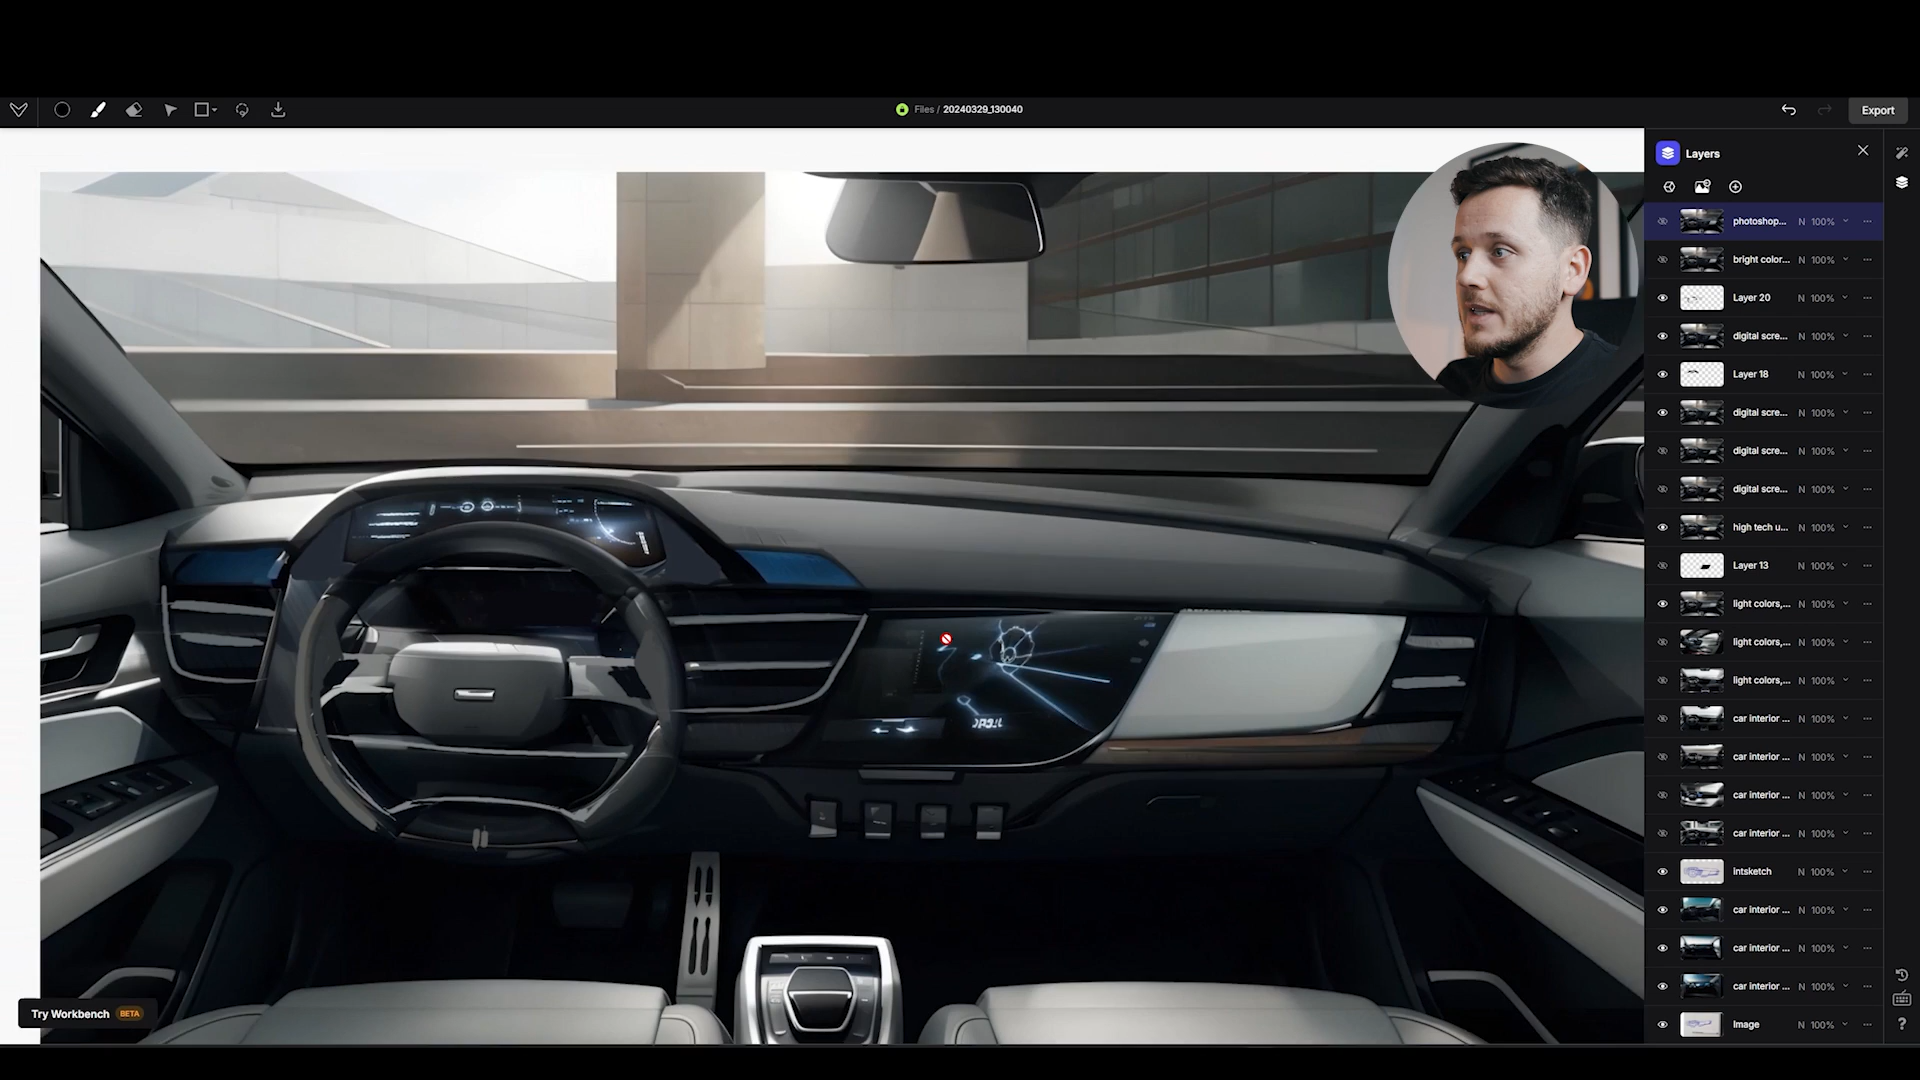 Files / 20240329_130040
Export
Layers
photoshop... N 100%
bright color... N 100%
Layer 20 N 100%
digital scre... N 100%
Layer 18 N 100%
digital scre... N 100%
digital scre... N 100%
digital scre... N 100%
high tech u... N 100%
Layer 13 N 100%
light colors,... N 100%
light colors,... N 100%
light colors,... N 100%
car interior ... N 100%
car interior ... N 100%
car interior ... N 100%
car interior ... N 100%
Intsketch N 100%
car interior ... N 100%
car interior ... N 100%
car interior ... N 100%
Image N 100%
Try Workbench BETA
?